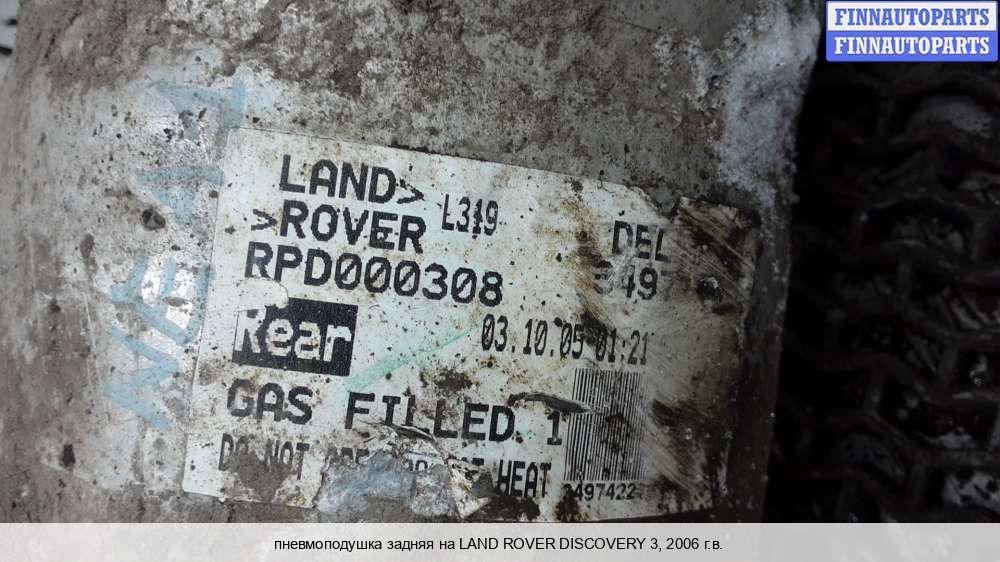 FINNAUTOPARTS
FINNAUTOPARTS
LAND> L319
>ROVER DEL
RPD000308
Rear 03.10.05 01:21
GAS FILLED 1
DO NOT HEAT
пневмоподушка задняя на LAND ROVER DISCOVERY 3, 2006 г.в.